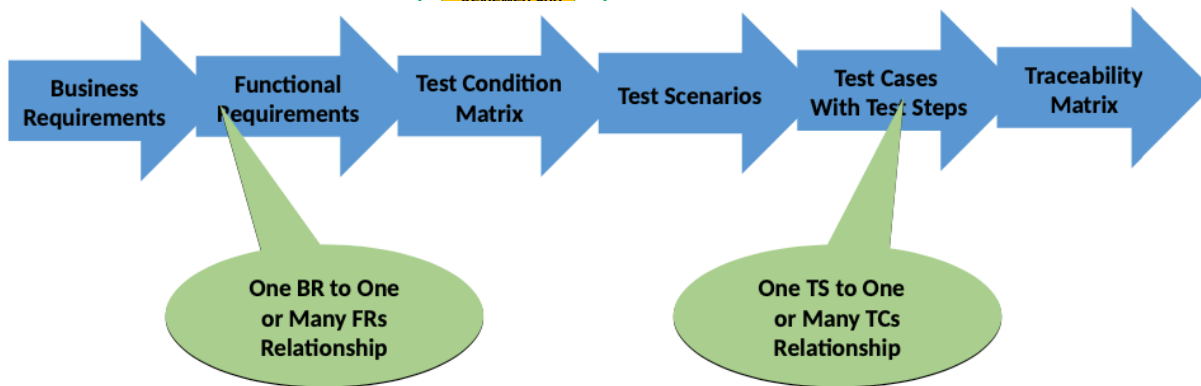 Business
Requirements
Functional
Requirements
Test Condition
Matrix
Test Scenarios
Test Cases
With Test Steps
Traceability
Matrix
One BR to One
or Many FRs
Relationship
One TS to One
or Many TCs
Relationship